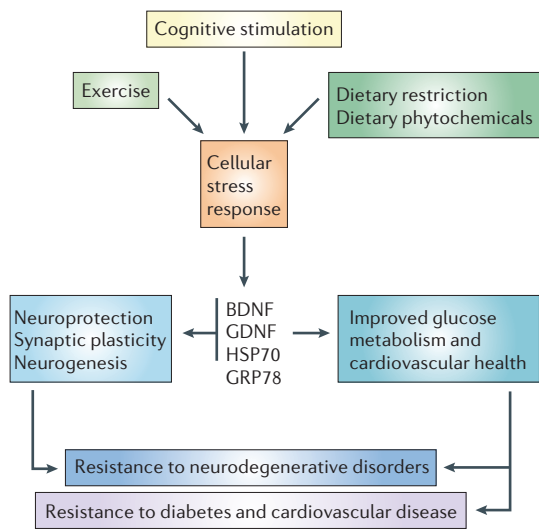 Cognitive stimulation
Exercise
Dietary restriction
Dietary phytochemicals
Cellular
stress
response
Neuroprotection
Synaptic plasticity
Neurogenesis
BDNF
GDNF
HSP70
GRP78
Improved glucose
metabolism and
cardiovascular health
Resistance to neurodegenerative disorders
Resistance to diabetes and cardiovascular disease